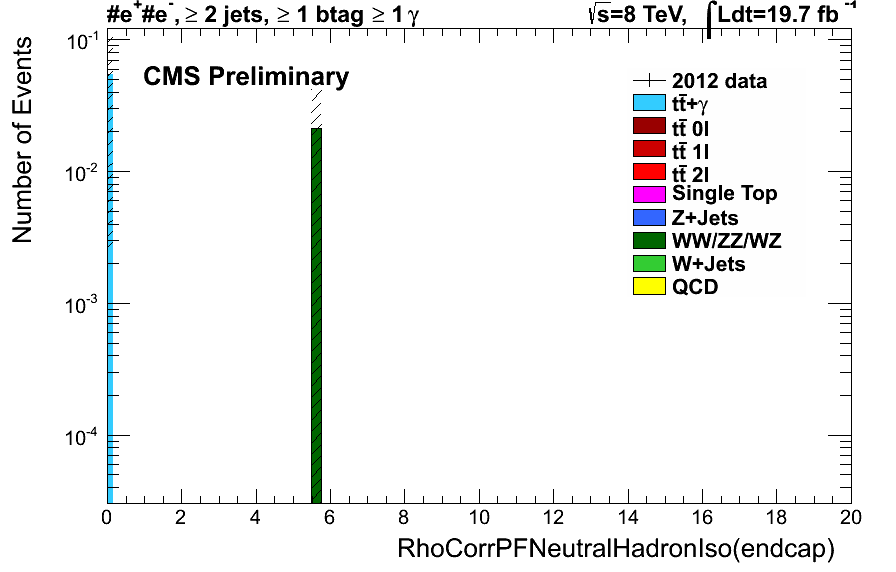 #e⁺#e⁻, ≥ 2 jets, ≥ 1 btag ≥ 1 γ
√s=8 TeV, ∫Ldt=19.7 fb⁻¹
CMS Preliminary
2012 data
tt̄+γ
tt̄ 0l
tt̄ 1l
tt̄ 2l
Single Top
Z+Jets
WW/ZZ/WZ
W+Jets
QCD
Number of Events
10⁻¹
10⁻²
10⁻³
10⁻⁴
0 2 4 6 8 10 12 14 16 18 20
RhoCorrPFNeutralHadronIso(endcap)